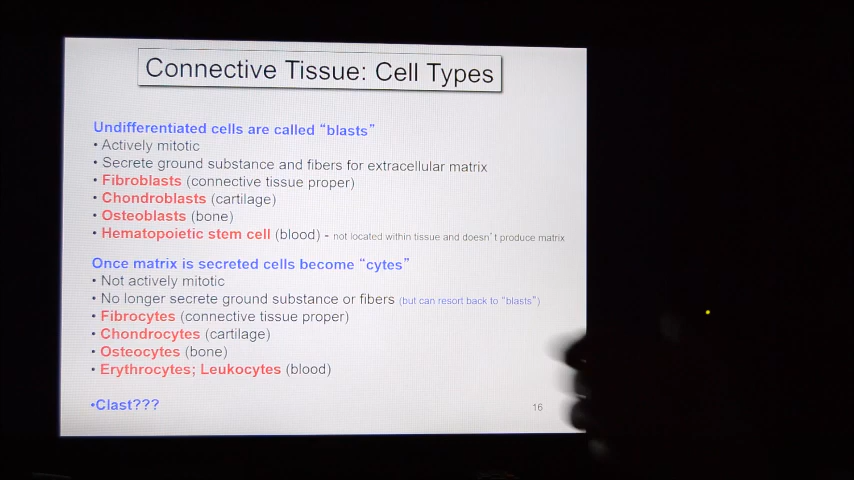 Connective Tissue: Cell Types
Undifferentiated cells are called “blasts”
• Actively mitotic
• Secrete ground substance and fibers for extracellular matrix
• Fibroblasts (connective tissue proper)
• Chondroblasts (cartilage)
• Osteoblasts (bone)
• Hematopoietic stem cell (blood) - not located within tissue and doesn’t produce matrix
Once matrix is secreted cells become “cytes”
• Not actively mitotic
• No longer secrete ground substance or fibers (but can resort back to “blasts”)
• Fibrocytes (connective tissue proper)
• Chondrocytes (cartilage)
• Osteocytes (bone)
• Erythrocytes; Leukocytes (blood)
•Clast???
16